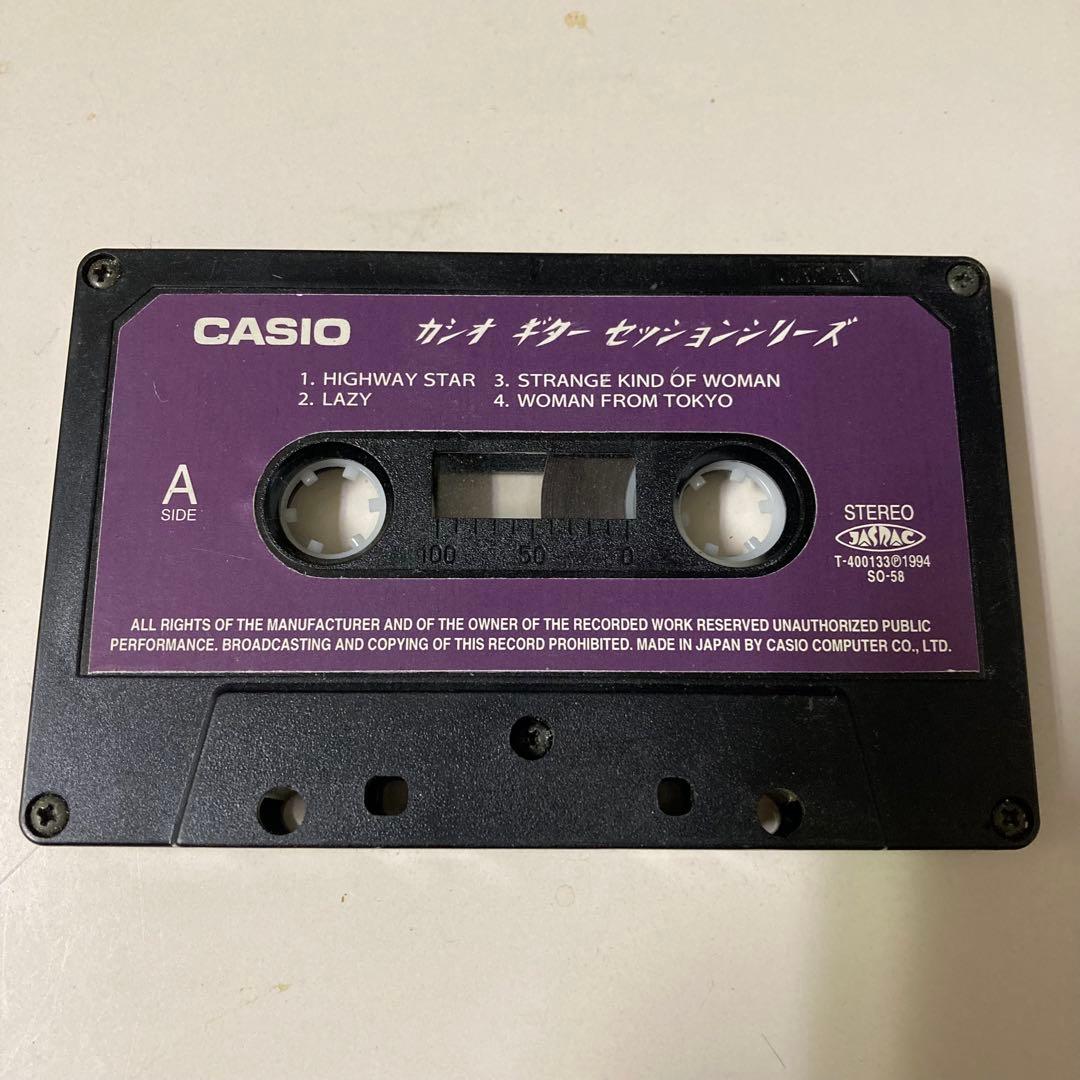 JAPAN
CASIO カシオ ギター セッションシリーズ
1. HIGHWAY STAR 3. STRANGE KIND OF WOMAN
2. LAZY 4. WOMAN FROM TOKYO
A
SIDE
100 50 0
STEREO
JASRAC
T-400133℗1994
SO-58
ALL RIGHTS OF THE MANUFACTURER AND OF THE OWNER OF THE RECORDED WORK RESERVED UNAUTHORIZED PUBLIC
PERFORMANCE. BROADCASTING AND COPYING OF THIS RECORD PROHIBITED. MADE IN JAPAN BY CASIO COMPUTER CO., LTD.